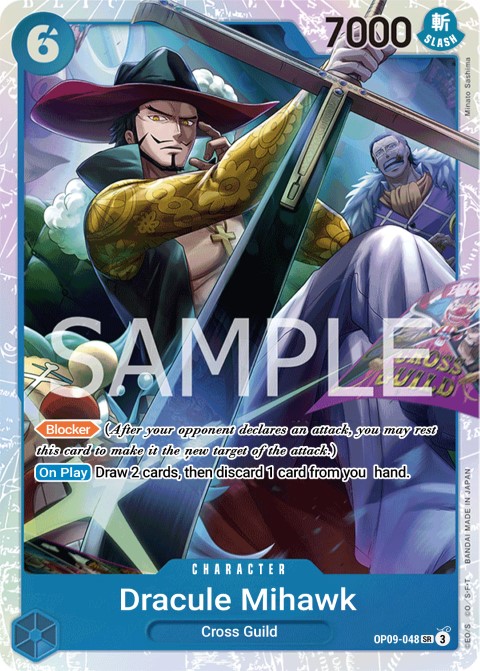 6
7000
斬
SLASH
Minato Sashima
SAMPLE
CROSS
GUILD
Blocker (After your opponent declares an attack, you may rest
this card to make it the new target of the attack.)
On Play Draw 2 cards, then discard 1 card from you hand.
©E.O/S ©O./S·F·T. BANDAI MADE IN JAPAN
CHARACTER
Dracule Mihawk
Cross Guild
OP09-048 SR 3